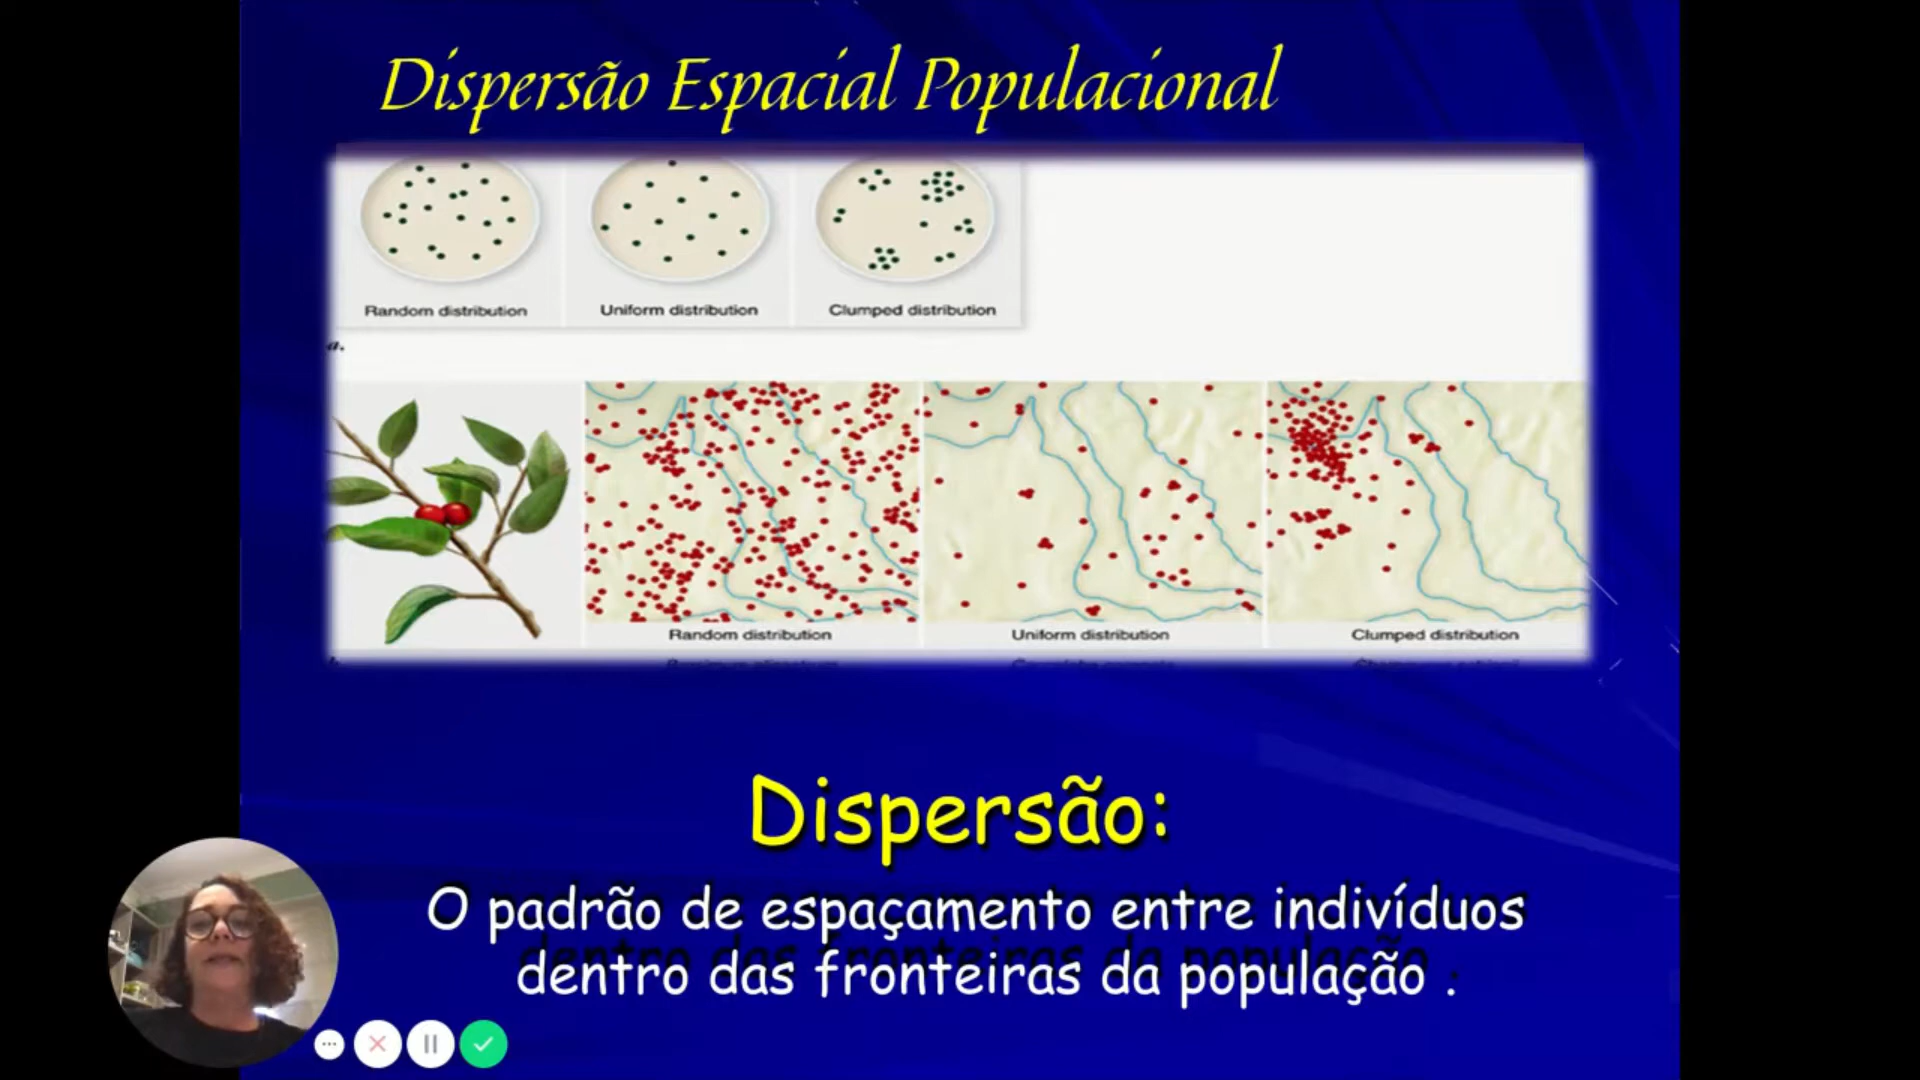 Dispersão Espacial Populacional
Random distribution
Uniform distribution
Clumped distribution
a.
Random distribution
Uniform distribution
Clumped distribution
Dispersão:
O padrão de espaçamento entre indivíduos
dentro das fronteiras da população .